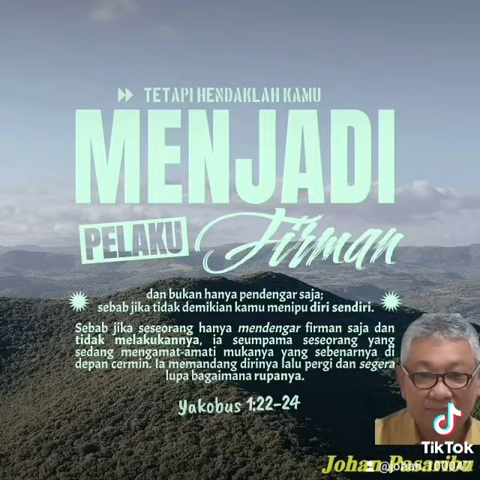 TETAPI HENDAKLAH KAMU
MENJADI
PELAKU Firman
dan bukan hanya pendengar saja;
sebab jika tidak demikian kamu menipu diri sendiri.
Sebab jika seseorang hanya mendengar firman saja dan
tidak melakukannya, ia seumpama seseorang yang
sedang mengamat-amati mukanya yang sebenarnya di
depan cermin. Ia memandang dirinya lalu pergi dan segera
lupa bagaimana rupanya.
Yakobus 1:22-24
TikTok
Johan Pasaribu